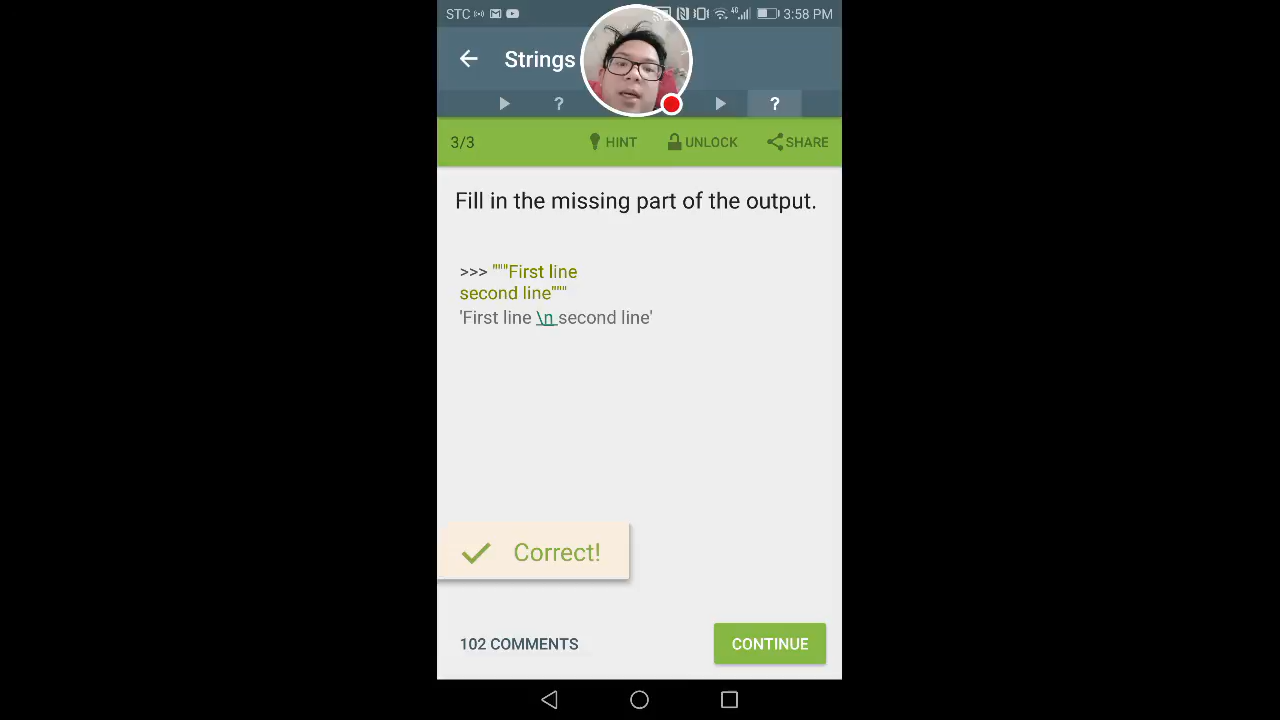 STC 4G 3:58 PM
Strings
? ?
3/3 HINT UNLOCK SHARE
Fill in the missing part of the output.
>>> """First line
second line"""
'First line \n second line'
Correct!
102 COMMENTS CONTINUE